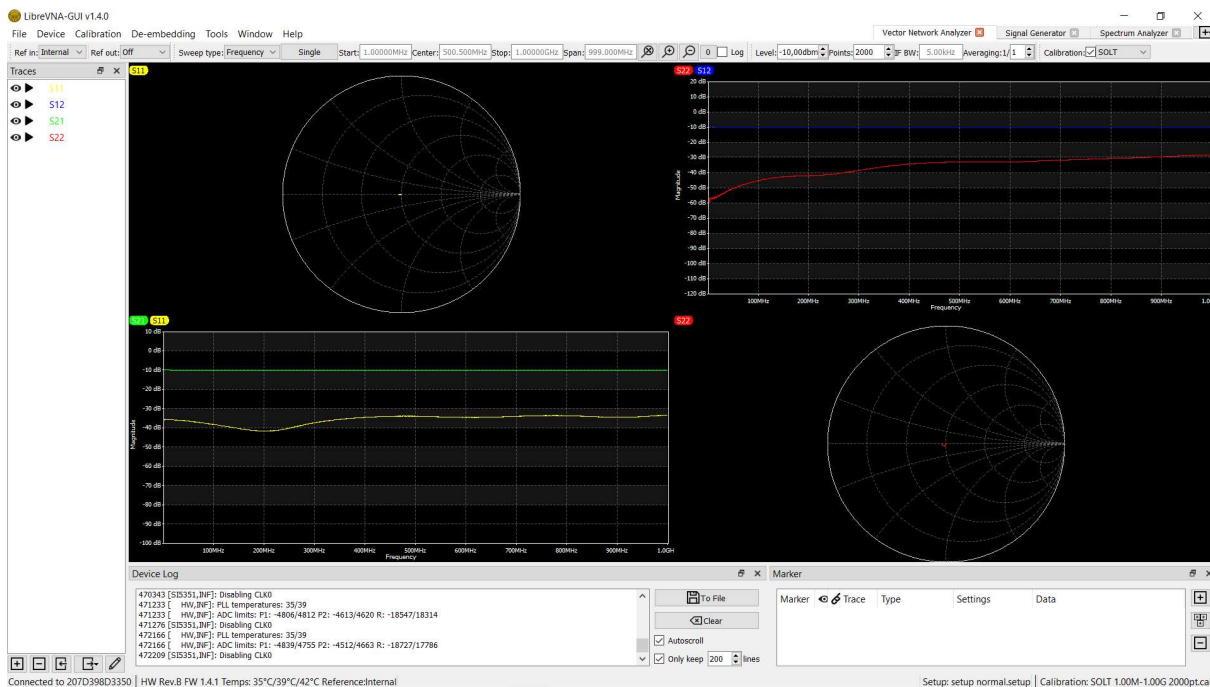 LibreVNA-GUI v1.4.0
File Device Calibration De-embedding Tools Window Help
Vector Network Analyzer Signal Generator Spectrum Analyzer
Ref in: Internal Ref out: Off Sweep type: Frequency Single Start: 1.00000MHz Center: 500.500MHz Stop: 1.00000GHz Span: 999.000MHz 0 Log Level: -10,00dbm Points: 2000 IF BW: 5.00kHz Averaging: 1/ 1 Calibration: SOLT
Traces
S11
S12
S21
S22
S11
S22 S12
20 dB
10 dB
0 dB
-10 dB
-20 dB
-30 dB
-40 dB
-50 dB
-60 dB
-70 dB
-80 dB
-90 dB
-100 dB
-110 dB
-120 dB
Magnitude
100MHz 200MHz 300MHz 400MHz 500MHz 600MHz 700MHz 800MHz 900MHz 1.0
Frequency
S21 S11
10 dB
0 dB
-10 dB
-20 dB
-30 dB
-40 dB
-50 dB
-60 dB
-70 dB
-80 dB
-90 dB
-100 dB
Magnitude
100MHz 200MHz 300MHz 400MHz 500MHz 600MHz 700MHz 800MHz 900MHz 1.0GH
Frequency
S22
Device Log
470343 [SI5351,INF]: Disabling CLK0
471233 [ HW,INF]: PLL temperatures: 35/39
471233 [ HW,INF]: ADC limits: P1: -4806/4812 P2: -4613/4620 R: -18547/18314
471276 [SI5351,INF]: Disabling CLK0
472166 [ HW,INF]: PLL temperatures: 35/39
472166 [ HW,INF]: ADC limits: P1: -4839/4755 P2: -4512/4663 R: -18727/17786
472209 [SI5351,INF]: Disabling CLK0
To File
Clear
Autoscroll
Only keep 200 lines
Marker
Marker Trace Type Settings Data
Connected to 207D398D3350 HW Rev.B FW 1.4.1 Temps: 35°C/39°C/42°C Reference:Internal
Setup: setup normal.setup Calibration: SOLT 1.00M-1.00G 2000pt.ca